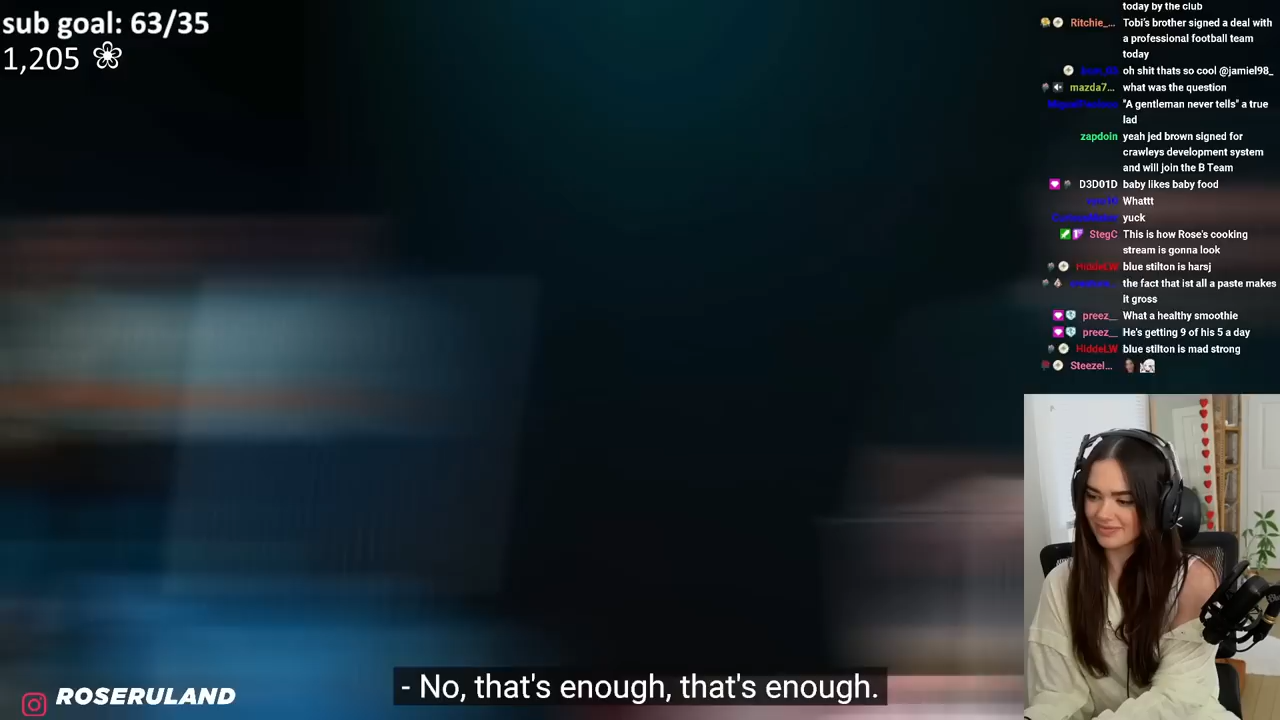 sub goal: 63/35
1,205
today by the club
Ritchie_... Tobi's brother signed a deal with
a professional football team
today
oh shit thats so cool @jamiel98_
mazda7... what was the question
"A gentleman never tells" a true
lad
zapdoin yeah jed brown signed for
crawleys development system
and will join the B Team
D3D01D baby likes baby food
Whattt
yuck
StegC This is how Rose's cooking
stream is gonna look
HiddeLW blue stilton is harsj
the fact that ist all a paste makes
it gross
preez__ What a healthy smoothie
preez__ He's getting 9 of his 5 a day
HiddeLW blue stilton is mad strong
Steezel...
- No, that's enough, that's enough.
ROSERULAND